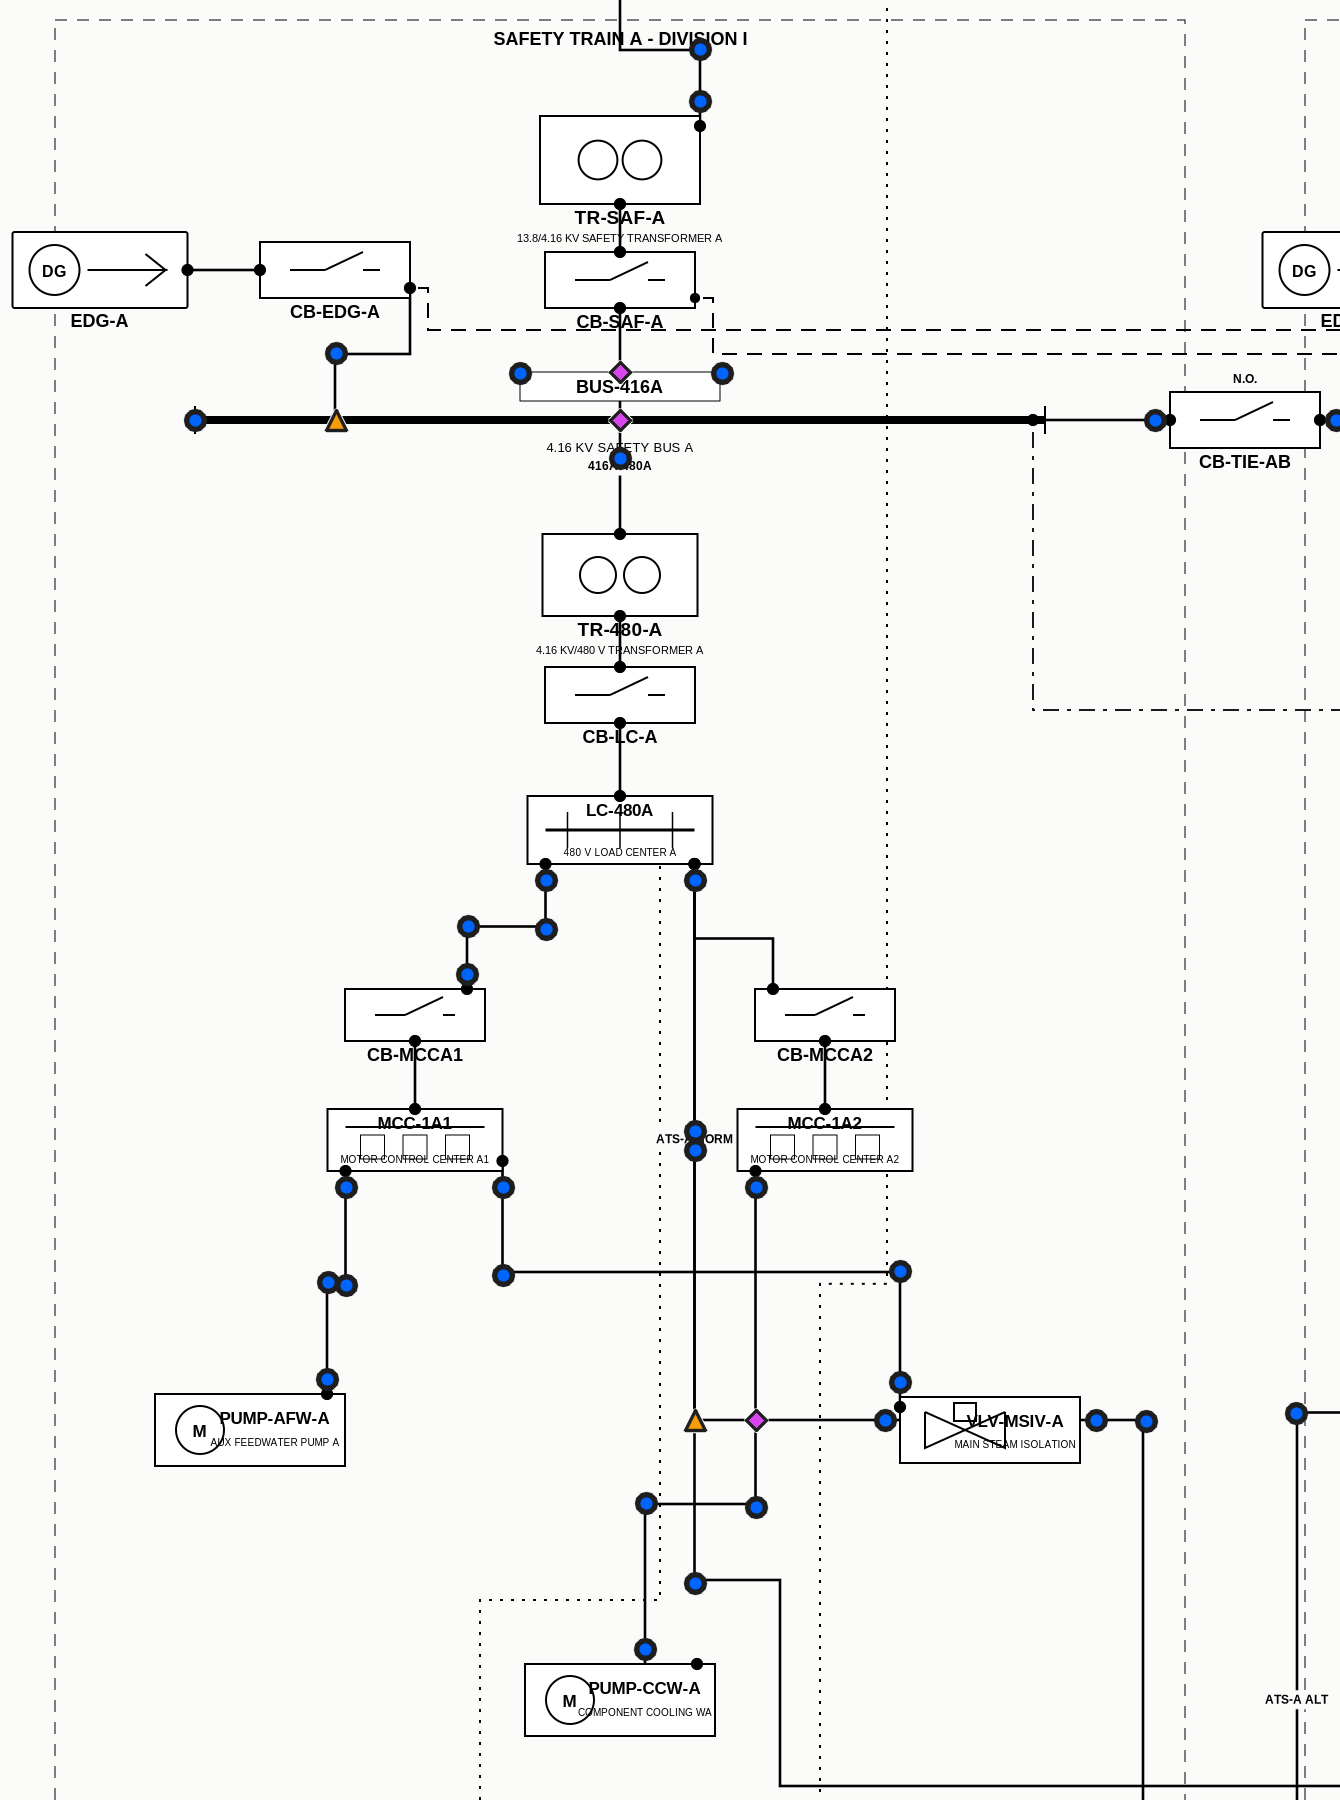 SAFETY TRAIN A - DIVISION I
TR-SAF-A
13.8/4.16 KV SAFETY TRANSFORMER A
DG
EDG-A
CB-EDG-A
CB-SAF-A
DG
ED
BUS-416A
N.O.
4.16 KV SAFETY BUS A
CB-TIE-AB
TR-480-A
4.16 KV/480 V TRANSFORMER A
CB-LC-A
LC-480A
480 V LOAD CENTER A
CB-MCCA1
CB-MCCA2
MCC-1A1
MOTOR CONTROL CENTER A1
MCC-1A2
MOTOR CONTROL CENTER A2
M
PUMP-AFW-A
AUX FEEDWATER PUMP A
VLV-MSIV-A
MAIN STEAM ISOLATION
M
PUMP-CCW-A
COMPONENT COOLING WA
ATS-A ALT